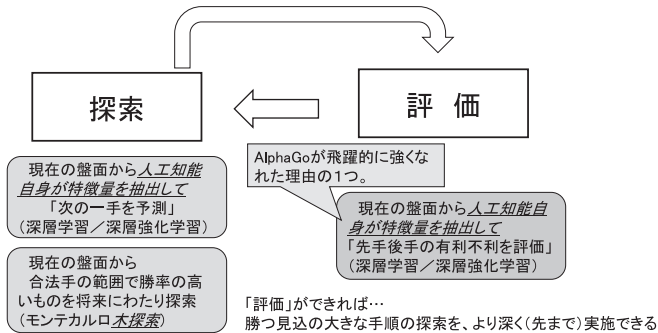 探索
評 価
現在の盤面から人工知能
自身が特徴量を抽出して
「次の一手を予測」
(深層学習/深層強化学習)
現在の盤面から
合法手の範囲で勝率の高
いものを将来にわたり探索
(モンテカルロ木探索)
AlphaGoが飛躍的に強くな
れた理由の1つ。
現在の盤面から人工知能自
身が特徴量を抽出して
「先手後手の有利不利を評価」
(深層学習/深層強化学習)
「評価」ができれば…
勝つ見込の大きな手順の探索を、より深く(先まで)実施できる